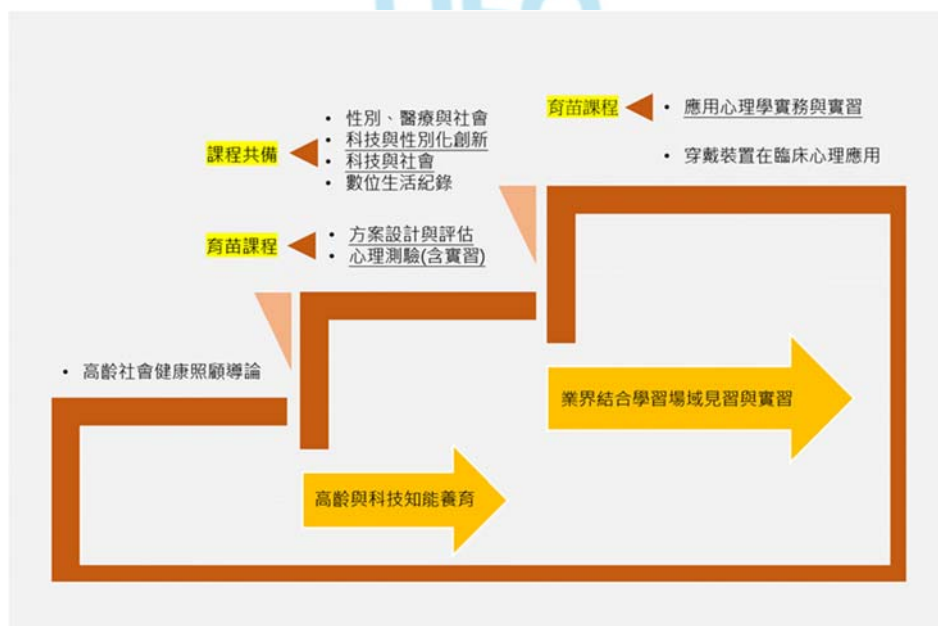 育苗課程
• 應用心理學實務與實習
• 穿戴裝置在臨床心理應用
課程共備
• 性別、醫療與社會
• 科技與性別化創新
• 科技與社會
• 數位生活紀錄
育苗課程
• 方案設計與評估
• 心理測驗(含實習)
• 高齡社會健康照顧導論
業界結合學習場域見習與實習
高齡與科技知能養育